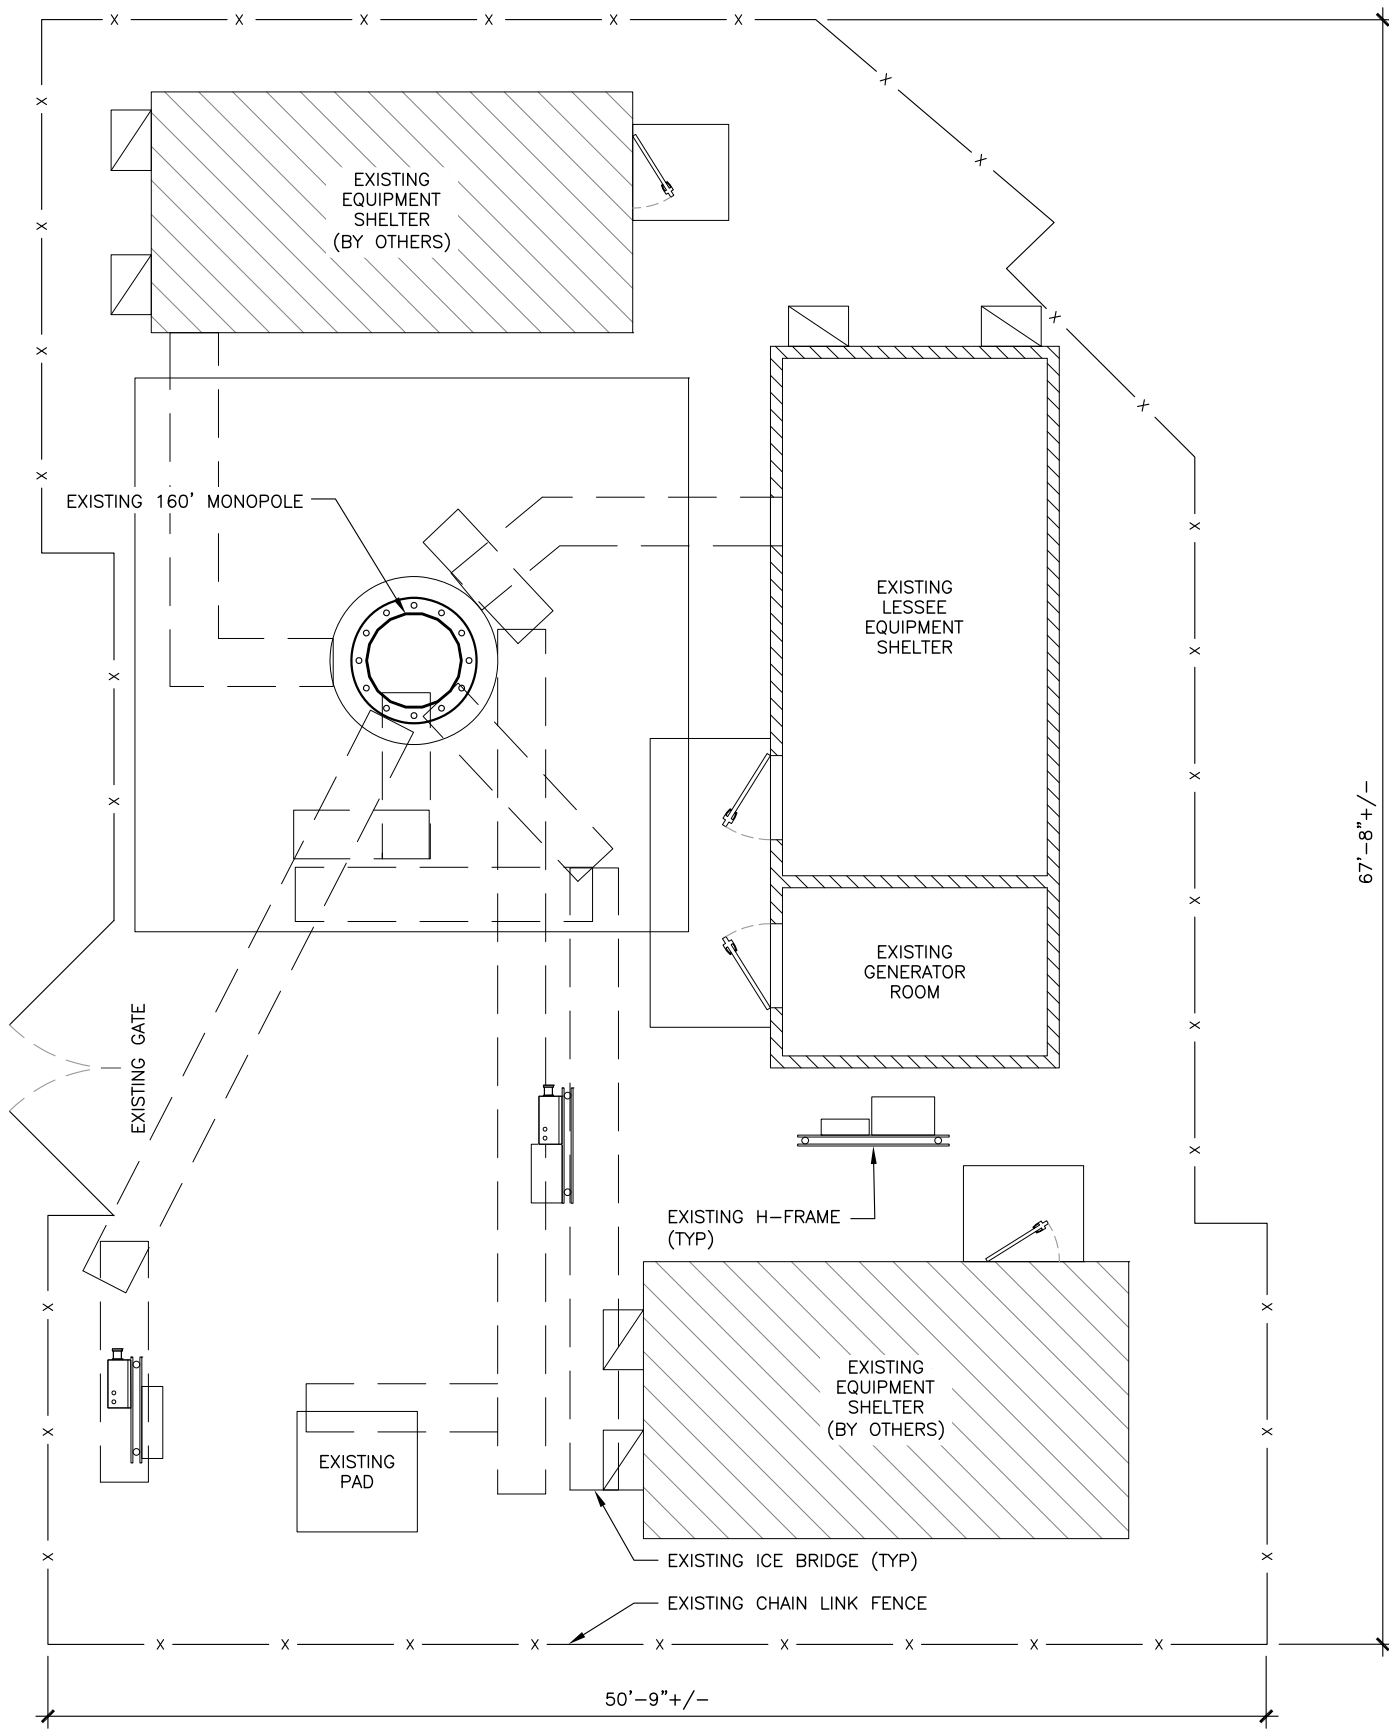 EXISTING
EQUIPMENT
SHELTER
(BY OTHERS)
EXISTING 160' MONOPOLE
EXISTING
LESSEE
EQUIPMENT
SHELTER
67'-8"+/-
EXISTING
GENERATOR
ROOM
EXISTING GATE
EXISTING H-FRAME
(TYP)
EXISTING
EQUIPMENT
SHELTER
(BY OTHERS)
EXISTING
PAD
EXISTING ICE BRIDGE (TYP)
EXISTING CHAIN LINK FENCE
50'-9"+/-